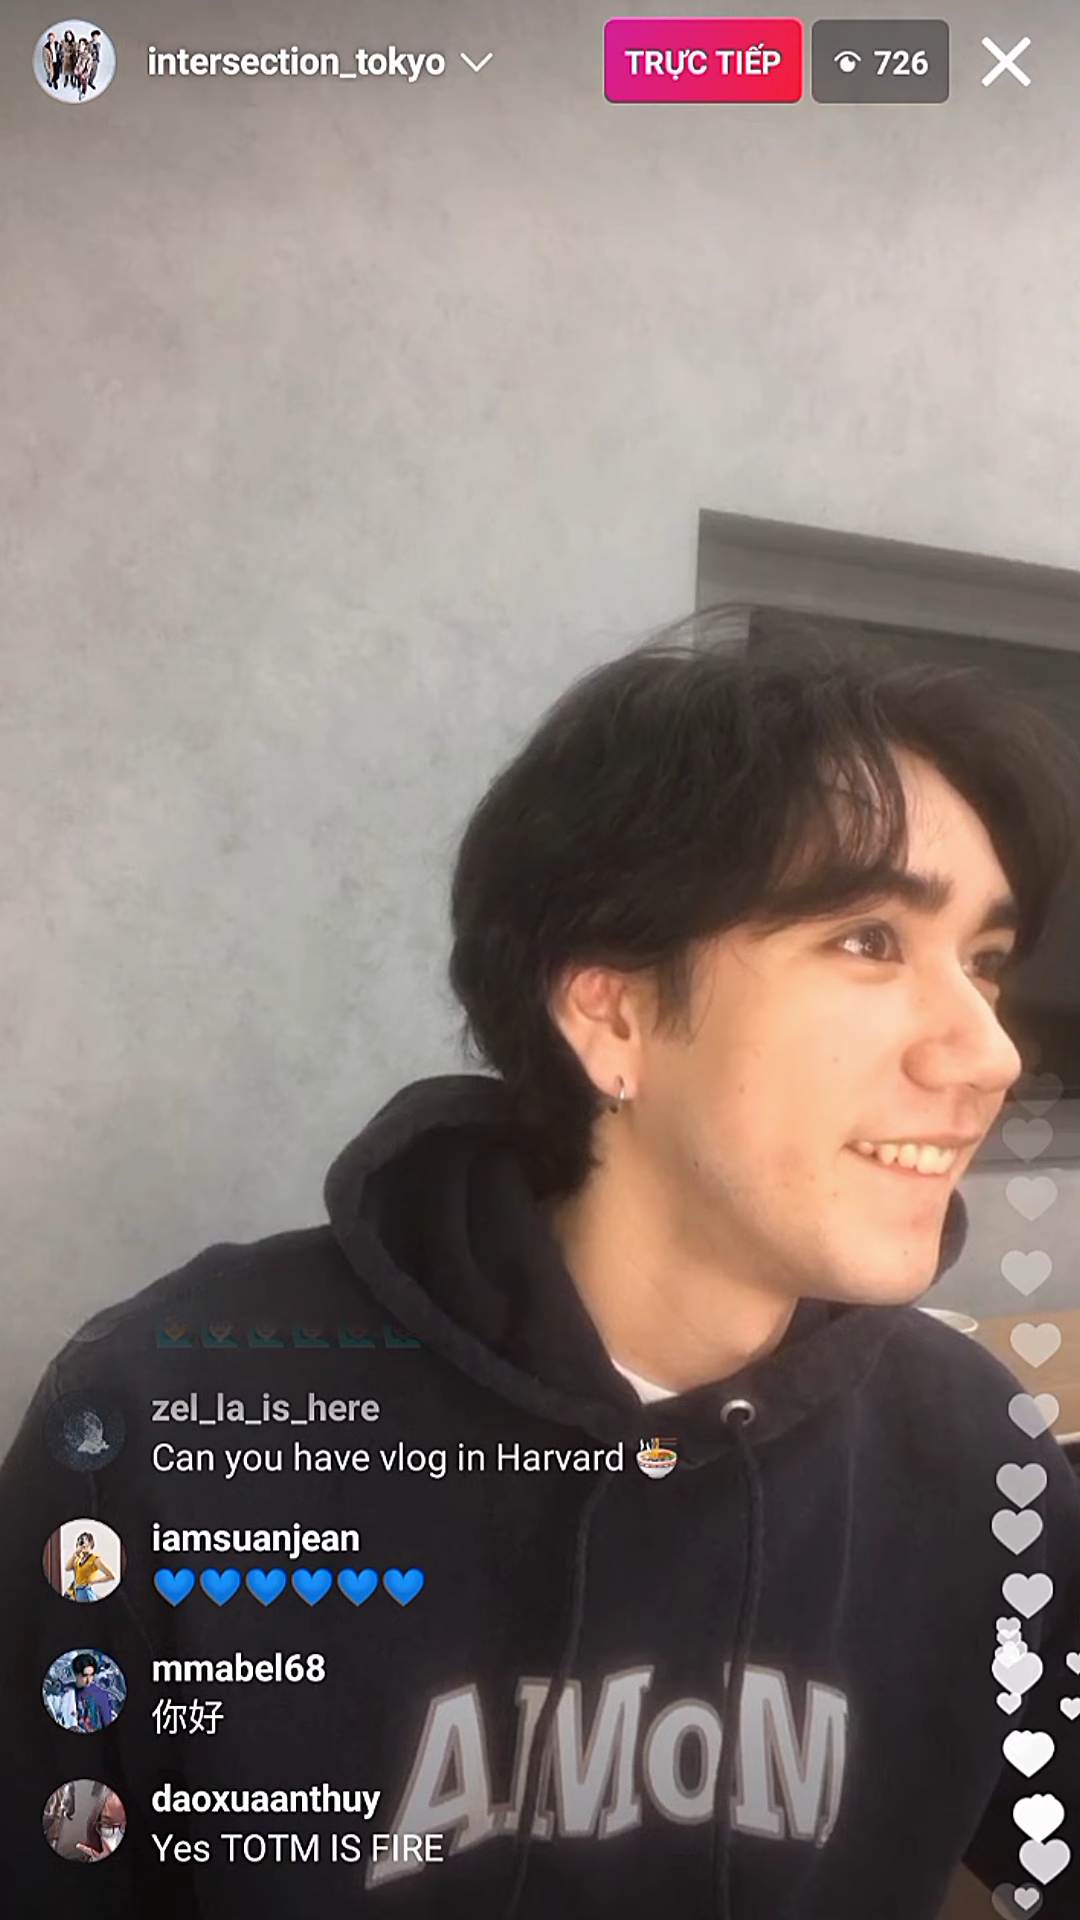 intersection_tokyo
TRỰC TIẾP
726
zel_la_is_here
Can you have vlog in Harvard 🍜
iamsuanjean
💙💙💙💙💙💙
mmabel68
你好
daoxuaanthuy
Yes TOTM IS FIRE
AMOM